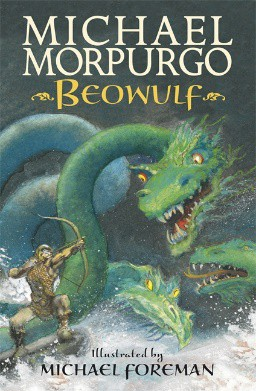 MICHAEL
MORPURGO
BEOWULF
Illustrated by
MICHAEL FOREMAN